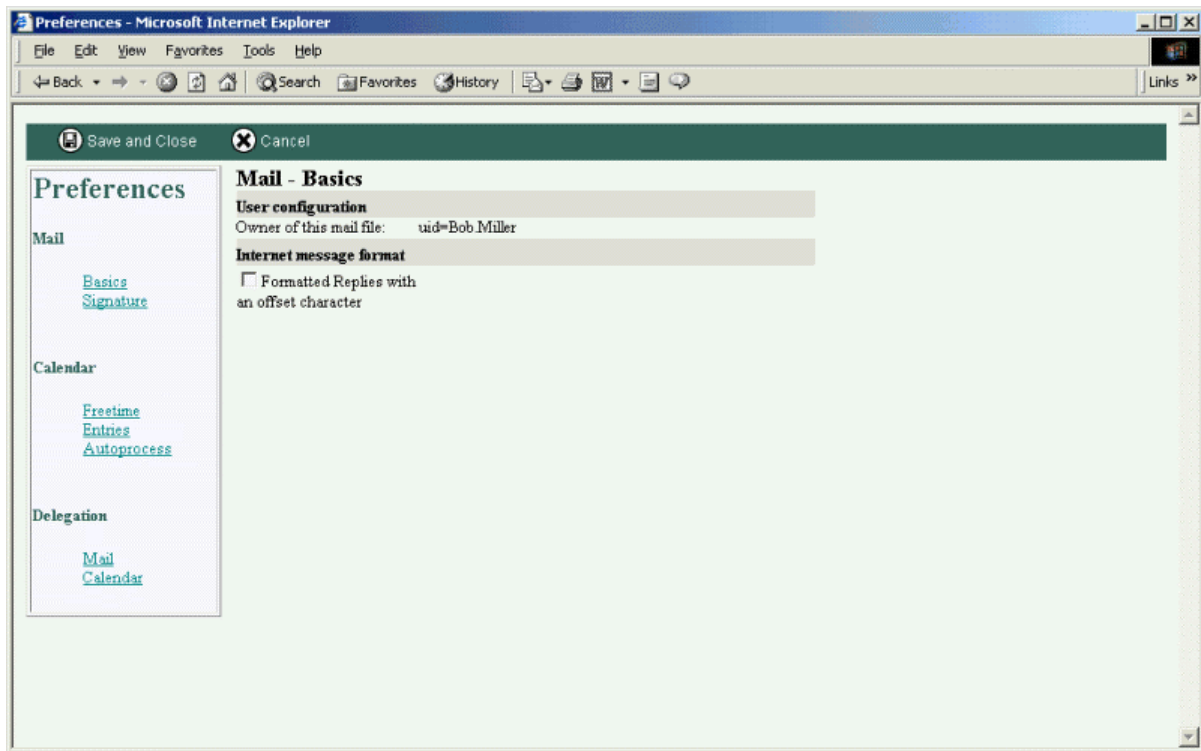 Preferences - Microsoft Internet Explorer
File Edit View Favorites Tools Help
Back Search Favorites History Links »
Save and Close Cancel
Preferences
Mail
Basics
Signature
Calendar
Freetime
Entries
Autoprocess
Delegation
Mail
Calendar
Mail - Basics
User configuration
Owner of this mail file: uid=Bob.Miller
Internet message format
Formatted Replies with
an offset character